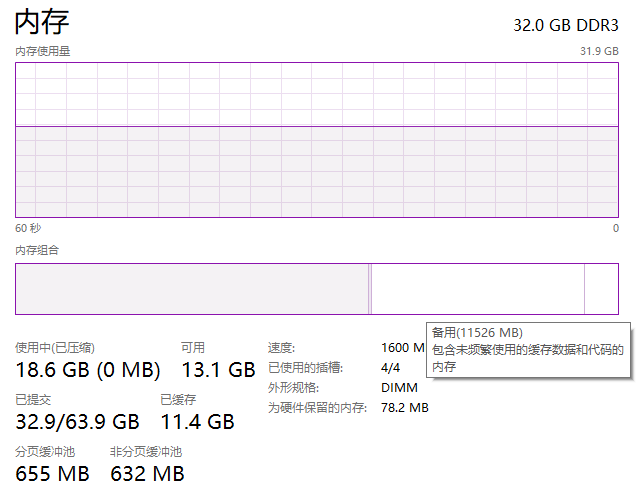 内存
32.0 GB DDR3
内存使用量
31.9 GB
60 秒
0
内存组合
备用(11526 MB)
包含未频繁使用的缓存数据和代码的
内存
使用中(已压缩)
可用
18.6 GB (0 MB)
13.1 GB
已提交
已缓存
32.9/63.9 GB
11.4 GB
分页缓冲池
非分页缓冲池
655 MB
632 MB
速度:
1600 M
已使用的插槽:
4/4
外形规格:
DIMM
为硬件保留的内存:
78.2 MB